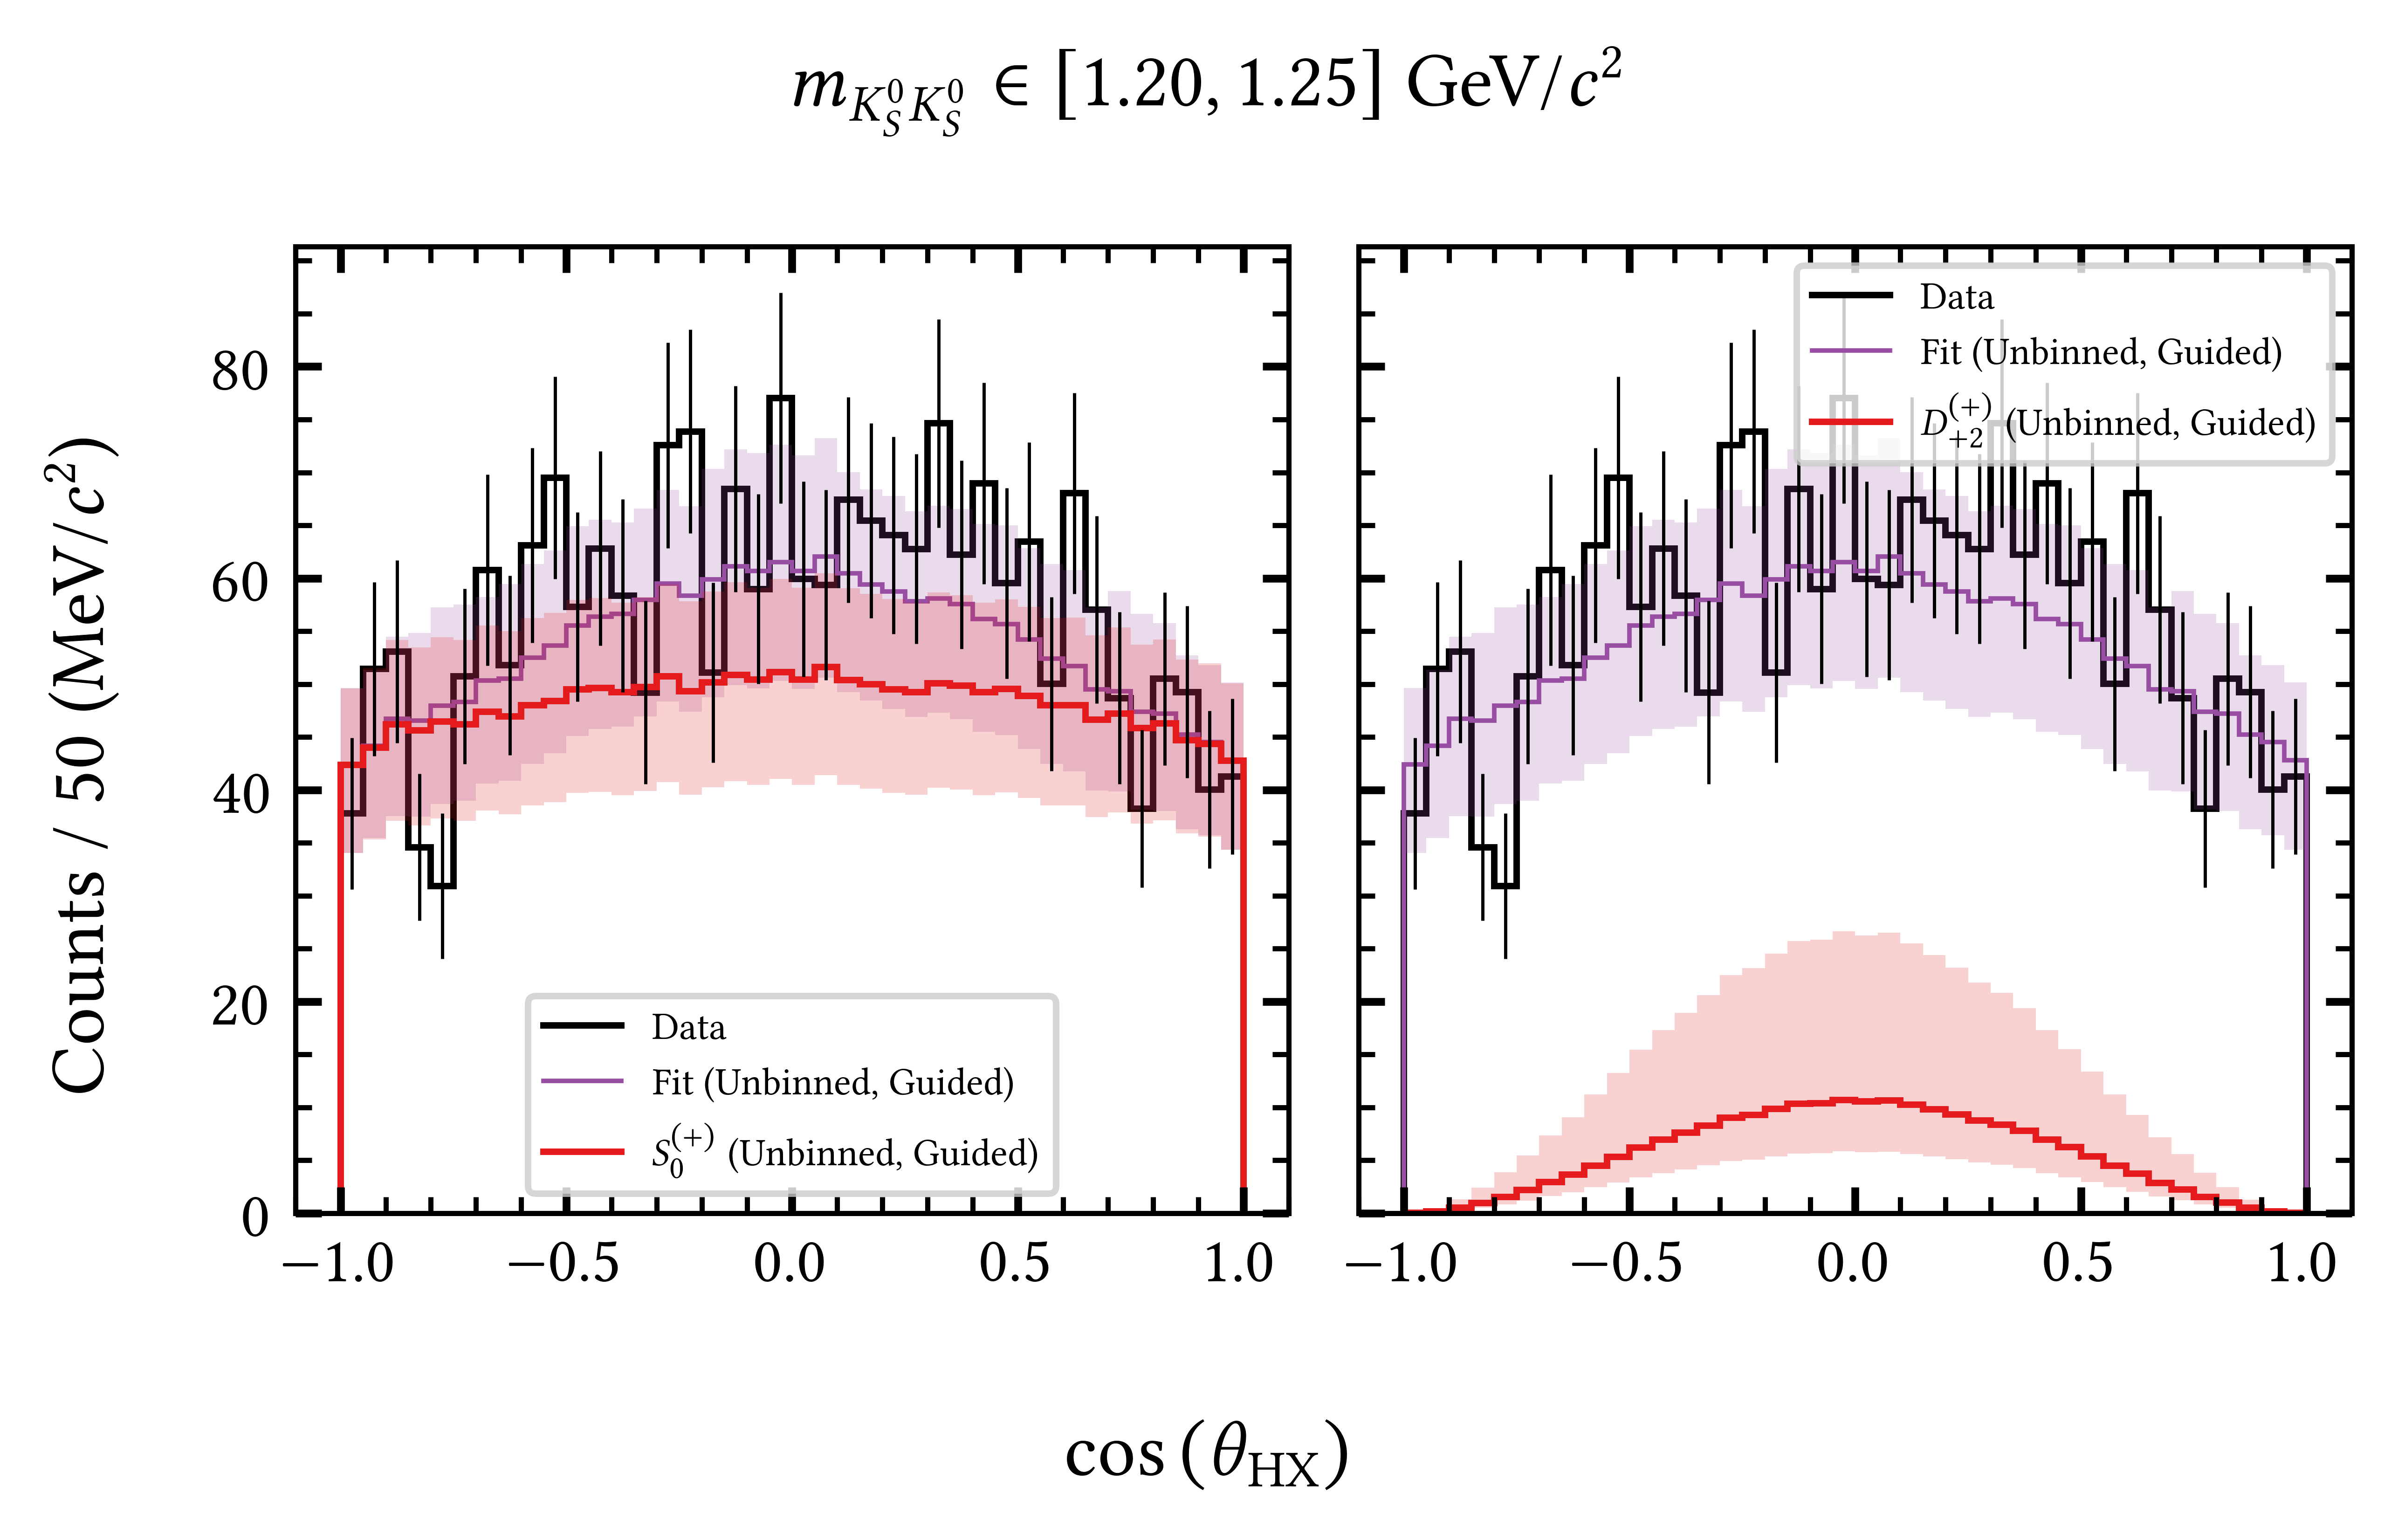 m_{K_S^0 K_S^0} ∈ [1.20, 1.25] GeV/c²
Counts / 50 (MeV/c²)
80
60
40
20
0
Data
Fit (Unbinned, Guided)
S_0^{(+)} (Unbinned, Guided)
−1.0 −0.5 0.0 0.5 1.0
Data
Fit (Unbinned, Guided)
D_{+2}^{(+)} (Unbinned, Guided)
−1.0 −0.5 0.0 0.5 1.0
cos (θ_HX)